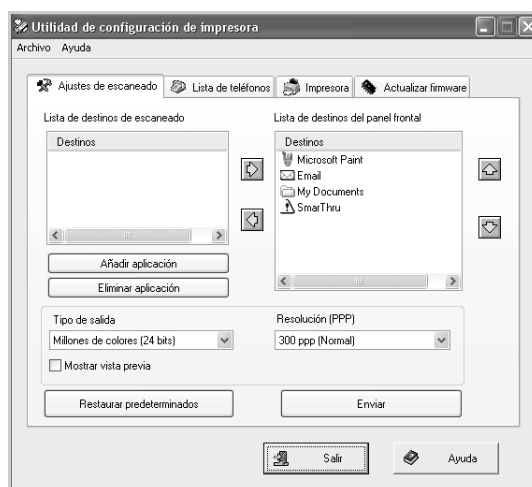 Utilidad de configuración de impresora
Archivo Ayuda
Ajustes de escaneado Lista de teléfonos Impresora Actualizar firmware
Lista de destinos de escaneado
Destinos
Añadir aplicación
Eliminar aplicación
Lista de destinos del panel frontal
Destinos
Microsoft Paint
Email
My Documents
SmarThru
Tipo de salida
Millones de colores (24 bits)
Mostrar vista previa
Resolución (PPP)
300 ppp (Normal)
Restaurar predeterminados Enviar
Salir Ayuda